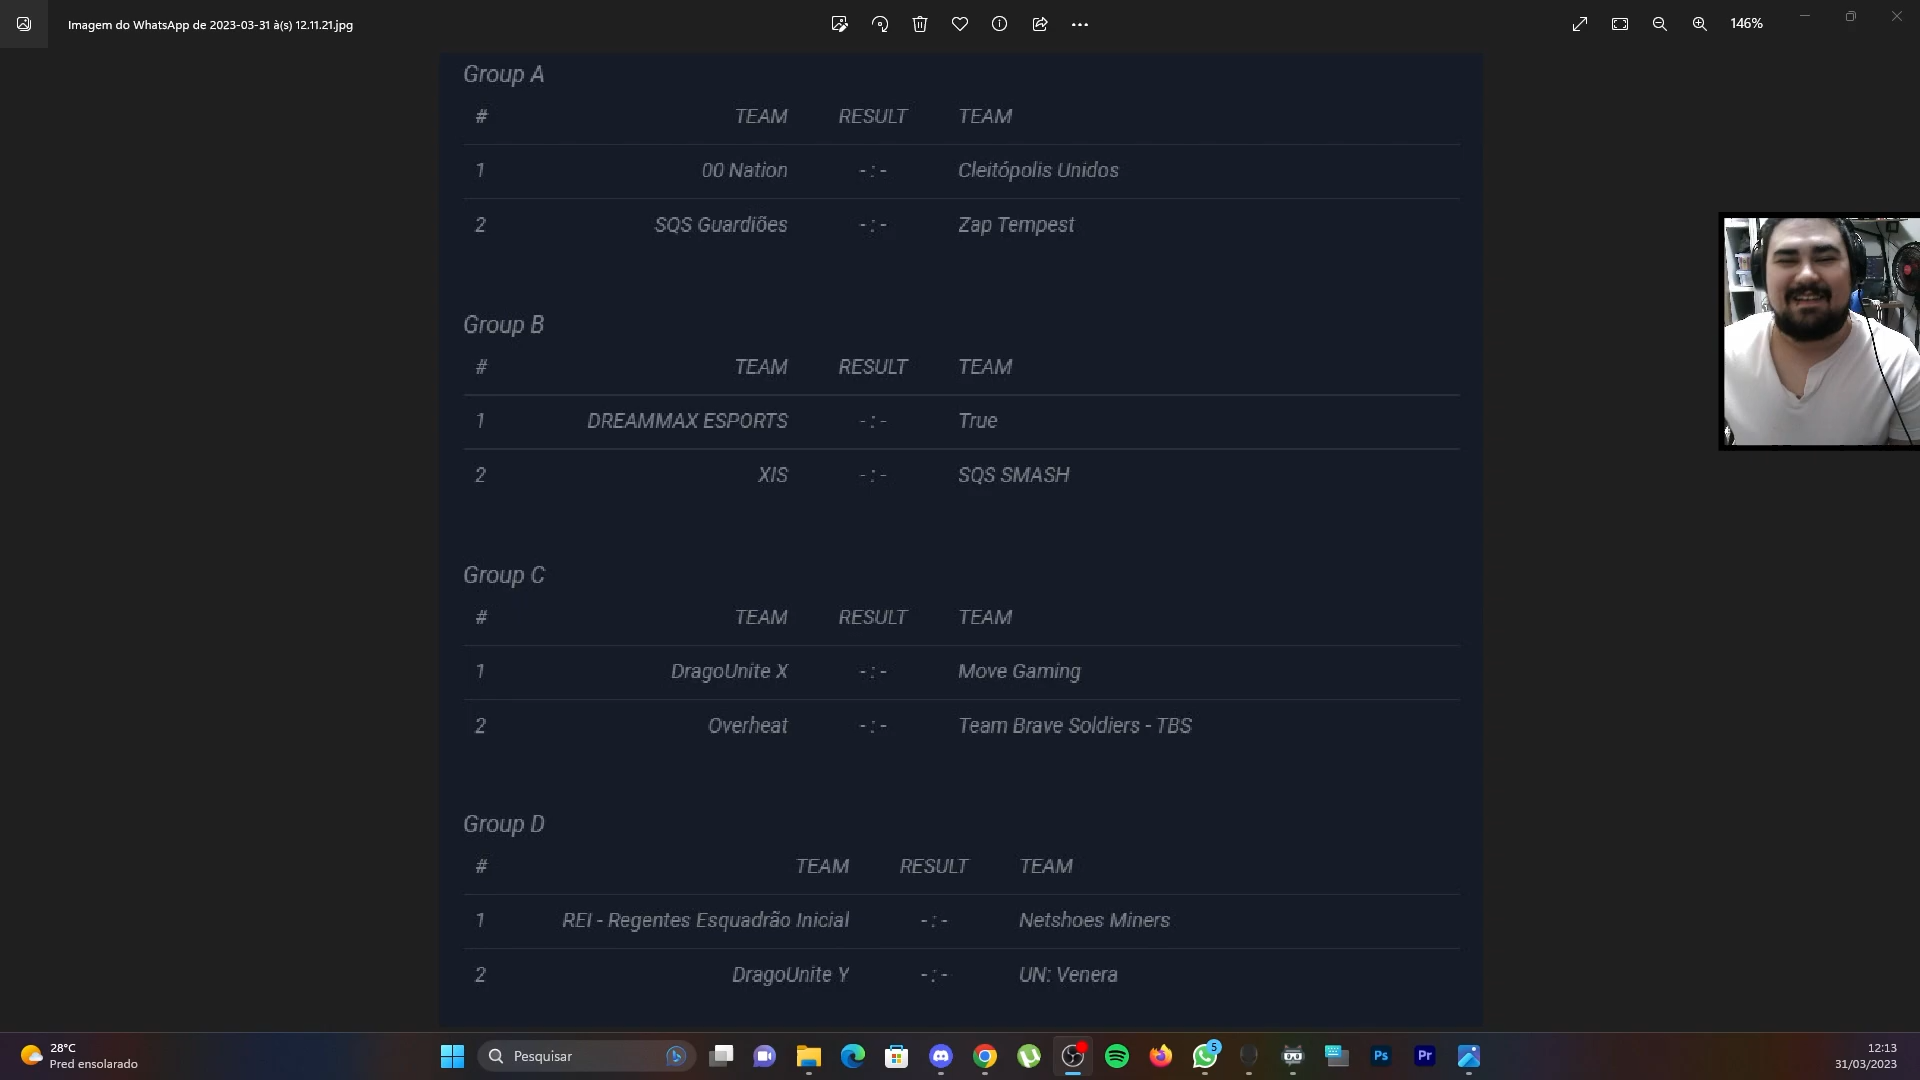 Imagem do WhatsApp de 2023-03-31 à(s) 12.11.21.jpg
146%
Group A
# TEAM RESULT TEAM
1 00 Nation - : - Cleitópolis Unidos
2 SQS Guardiões - : - Zap Tempest
Group B
# TEAM RESULT TEAM
1 DREAMMAX ESPORTS - : - True
2 XIS - : - SQS SMASH
Group C
# TEAM RESULT TEAM
1 DragoUnite X - : - Move Gaming
2 Overheat - : - Team Brave Soldiers - TBS
Group D
# TEAM RESULT TEAM
1 REI - Regentes Esquadrão Inicial - : - Netshoes Miners
2 DragoUnite Y - : - UN: Venera
28°C
Pred ensolarado
Pesquisar
5
Ps
Pr
12:13
31/03/2023